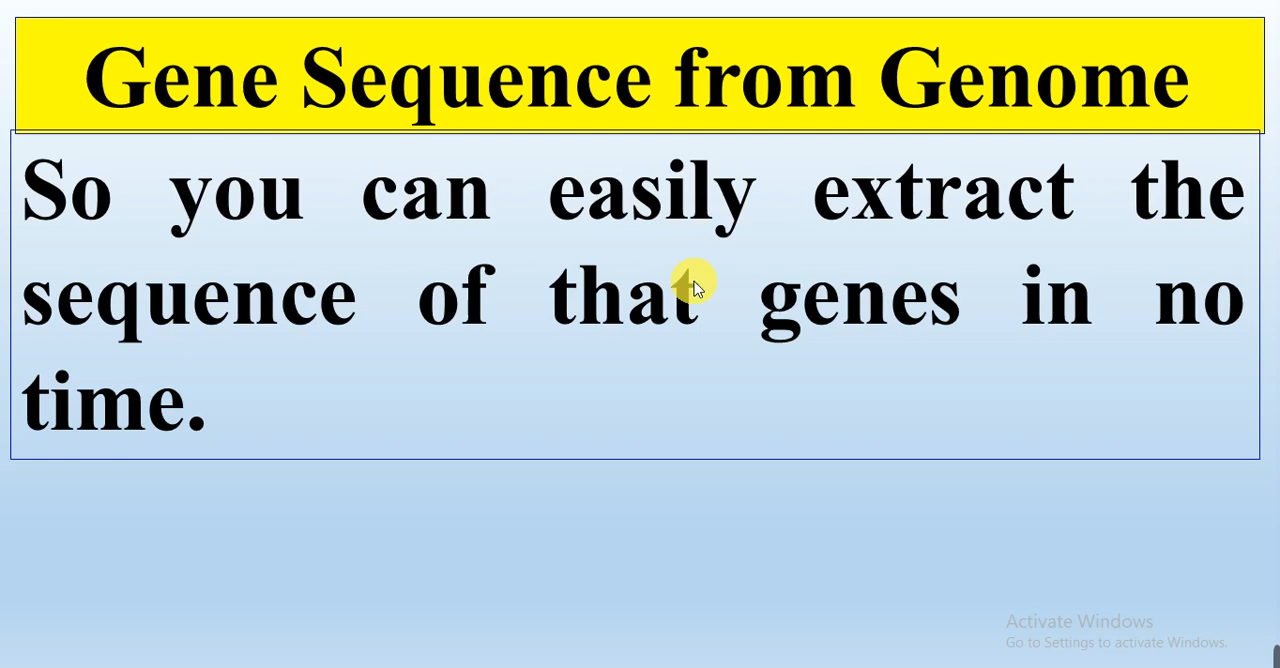 Gene Sequence from Genome
So you can easily extract the
sequence of that genes in no
time.
Activate Windows
Go to Settings to activate Windows.